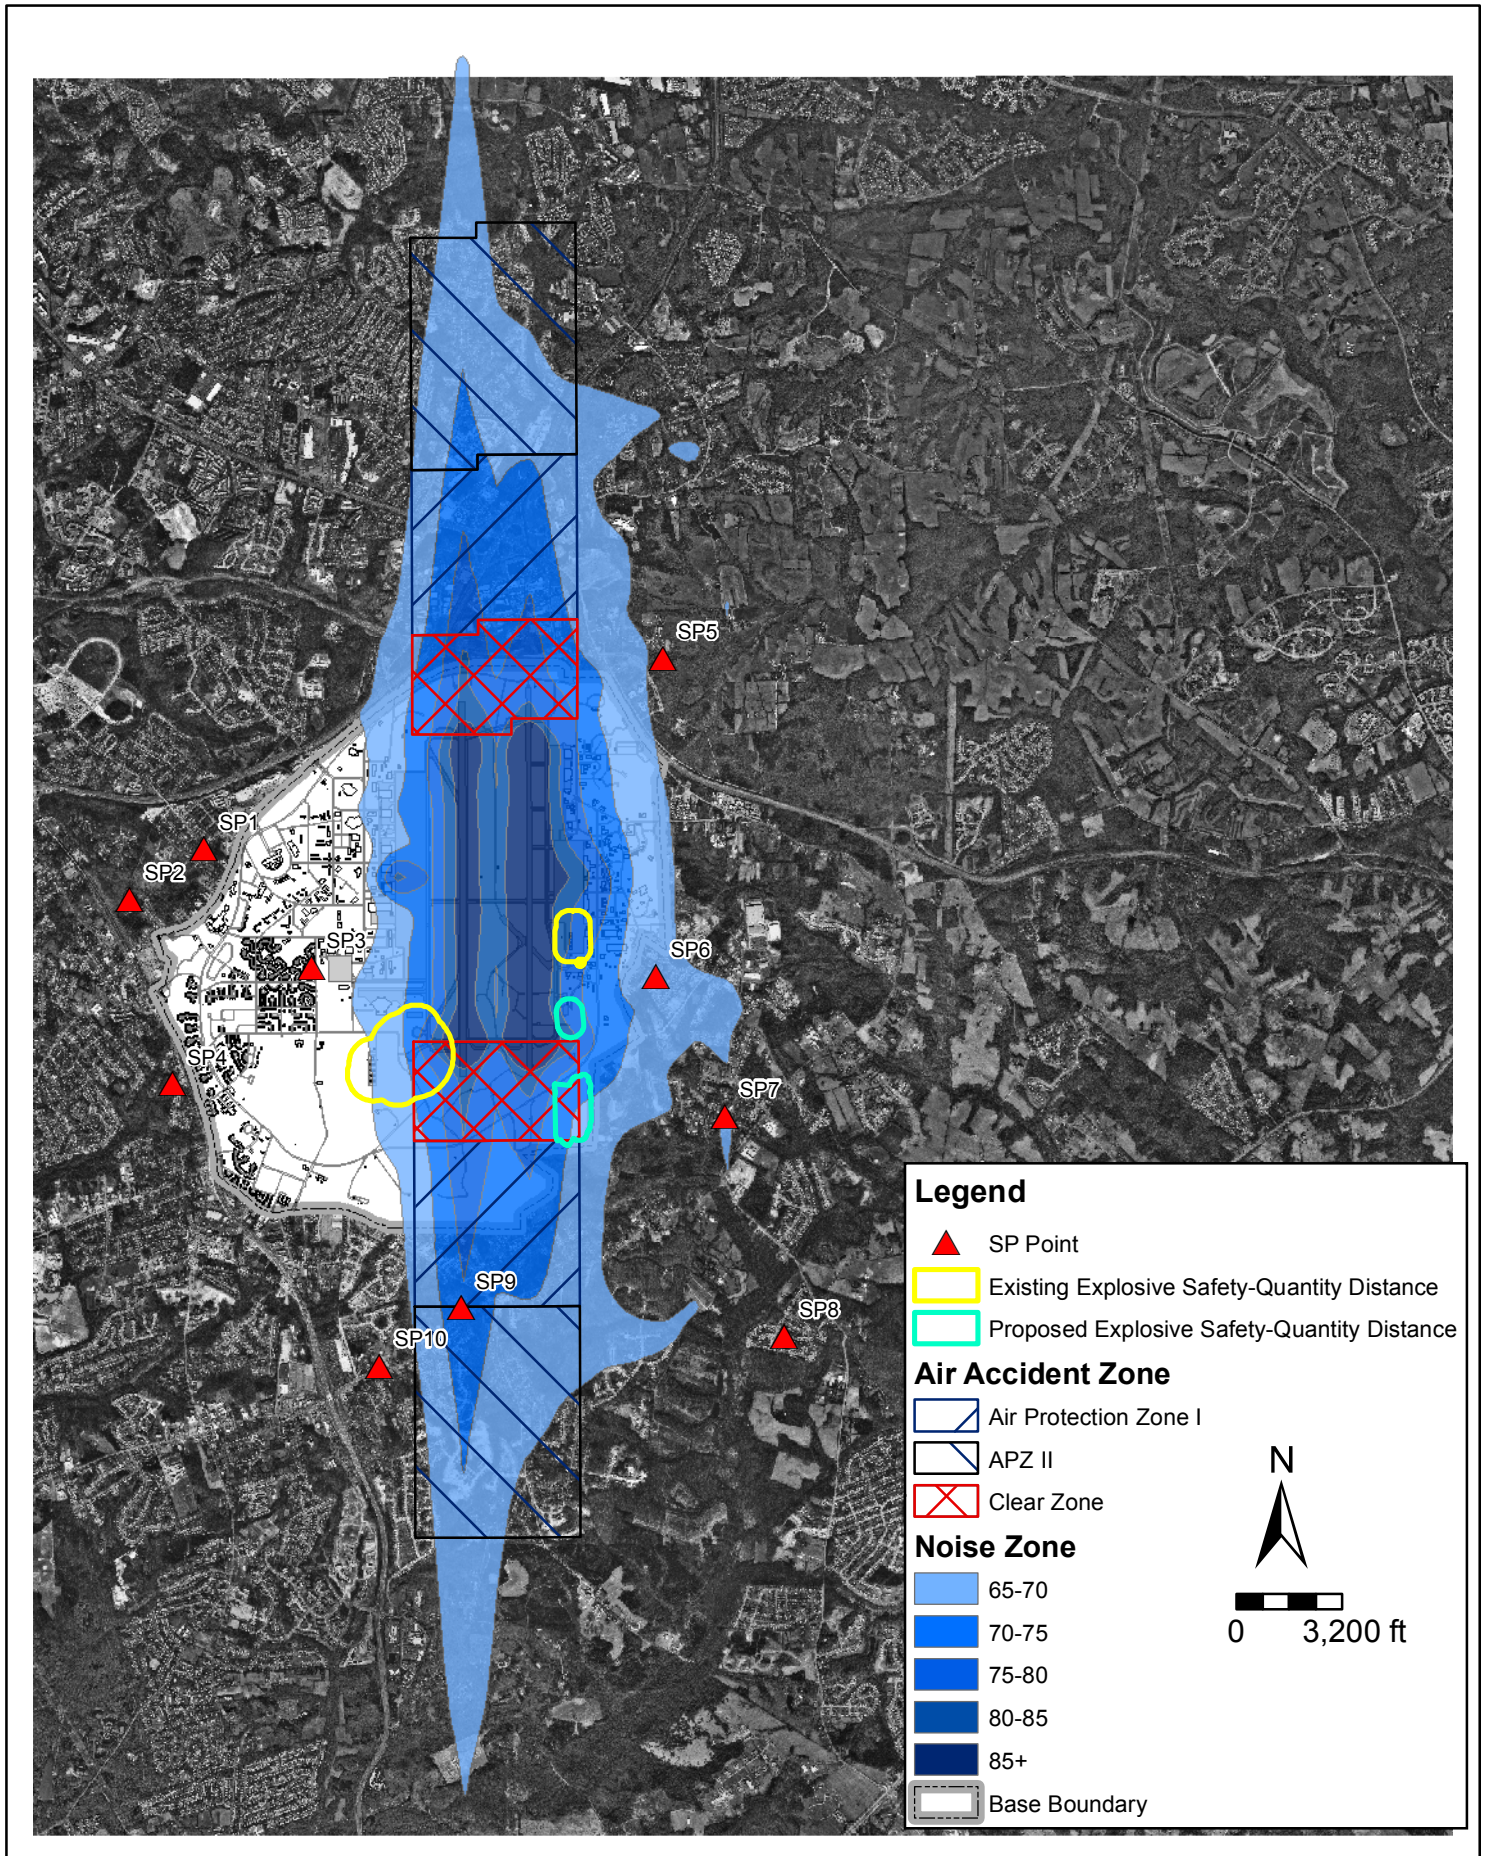 SP5
SP1
SP2
SP3
SP6
SP4
SP7
SP9
SP8
SP10
Legend
SP Point
Existing Explosive Safety-Quantity Distance
Proposed Explosive Safety-Quantity Distance
Air Accident Zone
Air Protection Zone I
APZ II
Clear Zone
Noise Zone
65-70
70-75
75-80
80-85
85+
Base Boundary
N
0 3,200 ft